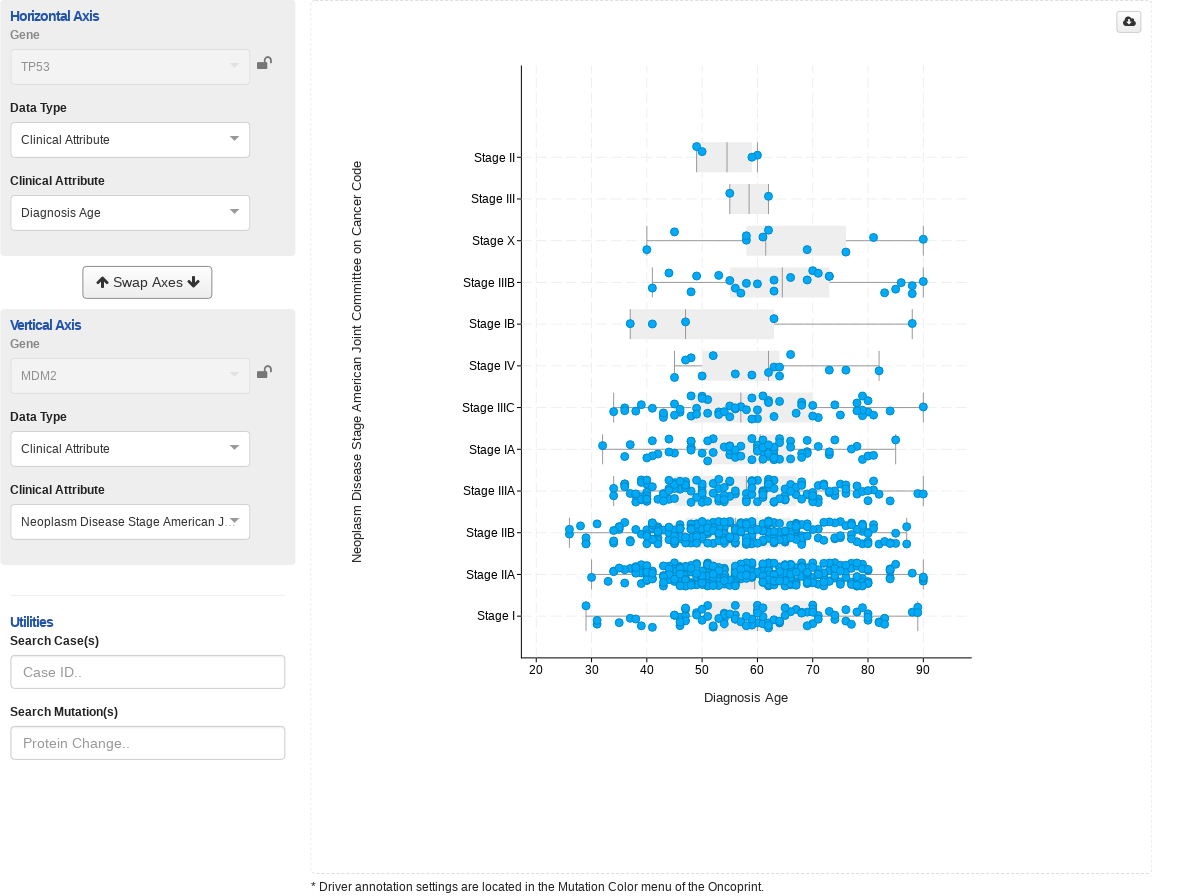 Horizontal Axis
Gene
TP53
Data Type
Clinical Attribute
Clinical Attribute
Diagnosis Age
Swap Axes
Vertical Axis
Gene
MDM2
Data Type
Clinical Attribute
Clinical Attribute
Neoplasm Disease Stage American J...
Utilities
Search Case(s)
Case ID..
Search Mutation(s)
Protein Change..
Neoplasm Disease Stage American Joint Committee on Cancer Code
Stage II
Stage III
Stage X
Stage IIIB
Stage IB
Stage IV
Stage IIIC
Stage IA
Stage IIIA
Stage IIB
Stage IIA
Stage I
20 30 40 50 60 70 80 90
Diagnosis Age
* Driver annotation settings are located in the Mutation Color menu of the Oncoprint.